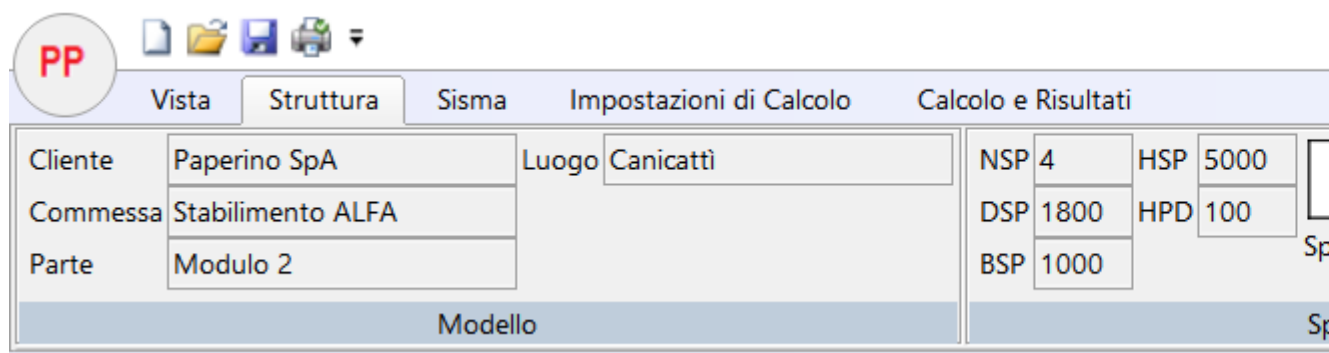 PP
Vista Struttura Sisma Impostazioni di Calcolo Calcolo e Risultati
Cliente Paperino SpA Luogo Canicattì NSP 4 HSP 5000
Commessa Stabilimento ALFA DSP 1800 HPD 100
Parte Modulo 2 BSP 1000
Modello